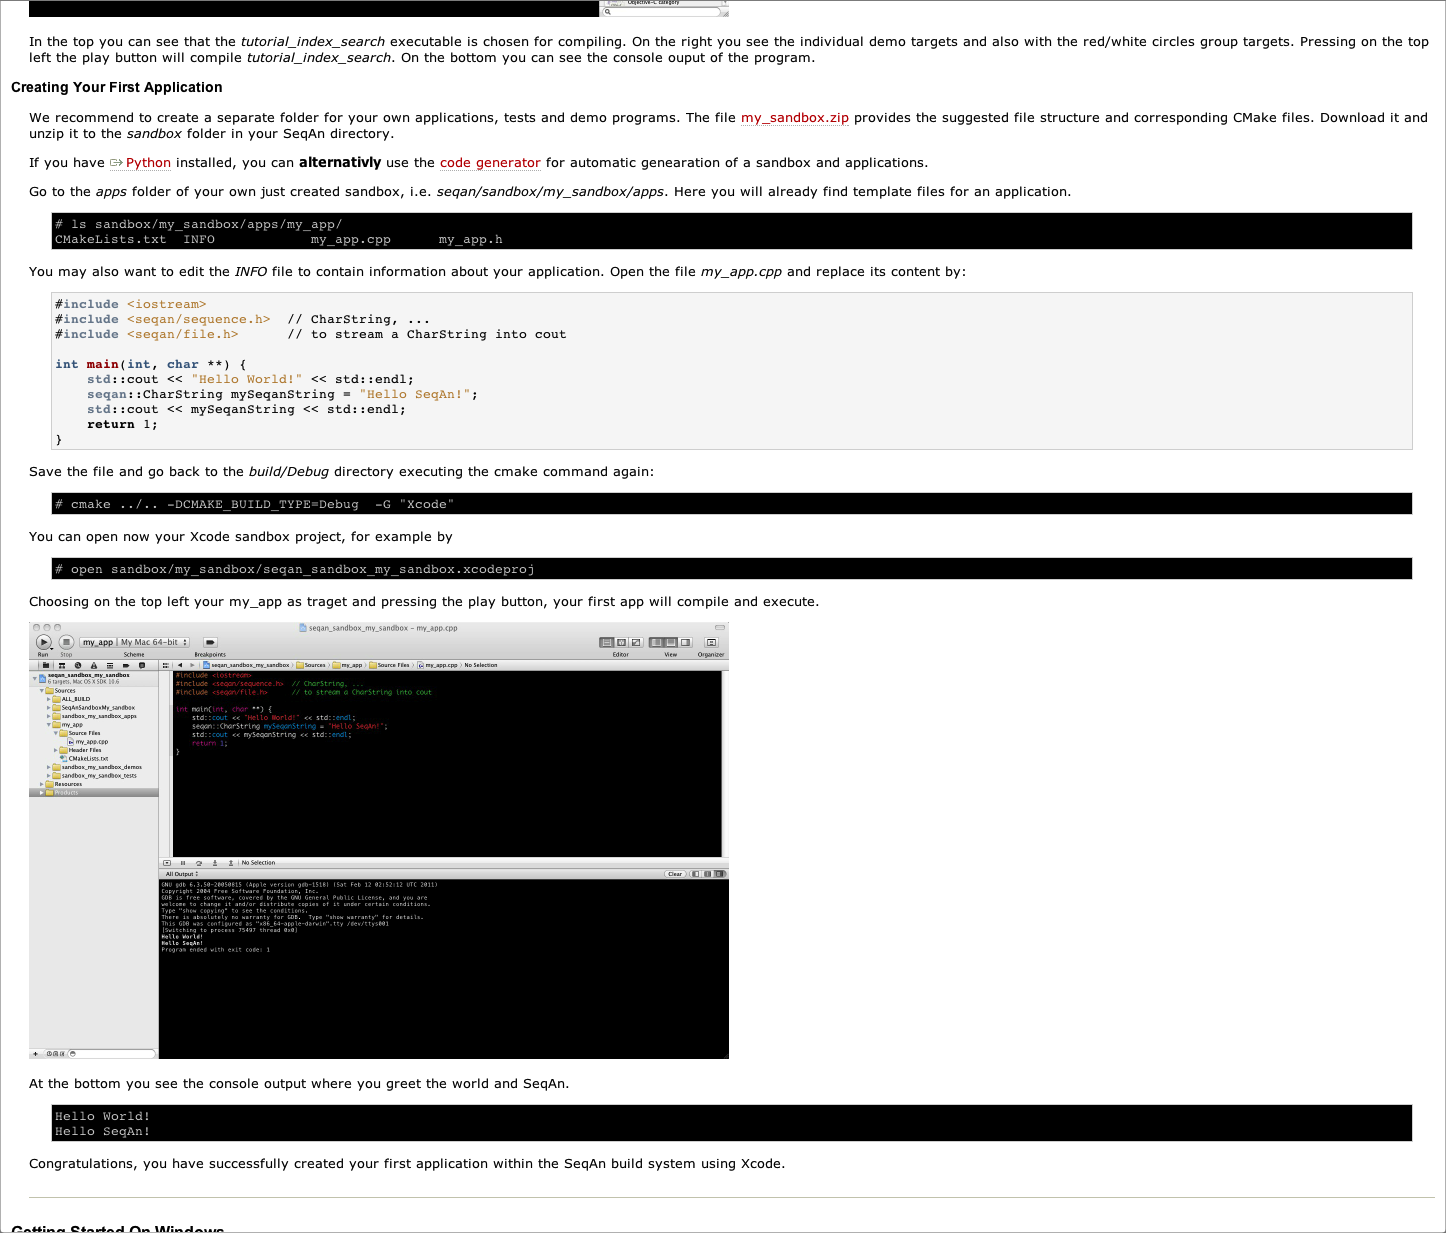 Objective-C category
In the top you can see that the tutorial_index_search executable is chosen for compiling. On the right you see the individual demo targets and also with the red/white circles group targets. Pressing on the top
left the play button will compile tutorial_index_search. On the bottom you can see the console ouput of the program.
Creating Your First Application
We recommend to create a separate folder for your own applications, tests and demo programs. The file my_sandbox.zip provides the suggested file structure and corresponding CMake files. Download it and
unzip it to the sandbox folder in your SeqAn directory.
If you have Python installed, you can alternativly use the code generator for automatic genearation of a sandbox and applications.
Go to the apps folder of your own just created sandbox, i.e. seqan/sandbox/my_sandbox/apps. Here you will already find template files for an application.
# ls sandbox/my_sandbox/apps/my_app/
CMakeLists.txt  INFO            my_app.cpp      my_app.h
You may also want to edit the INFO file to contain information about your application. Open the file my_app.cpp and replace its content by:
#include <iostream>
#include <seqan/sequence.h>  // CharString, ...
#include <seqan/file.h>      // to stream a CharString into cout
int main(int, char **) {
    std::cout << "Hello World!" << std::endl;
    seqan::CharString mySeqanString = "Hello SeqAn!";
    std::cout << mySeqanString << std::endl;
    return 1;
}
Save the file and go back to the build/Debug directory executing the cmake command again:
# cmake ../.. -DCMAKE_BUILD_TYPE=Debug  -G "Xcode"
You can open now your Xcode sandbox project, for example by
# open sandbox/my_sandbox/seqan_sandbox_my_sandbox.xcodeproj
Choosing on the top left your my_app as traget and pressing the play button, your first app will compile and execute.
seqan_sandbox_my_sandbox - my_app.cpp
my_app My Mac 64-bit
Run Stop Scheme Breakpoints Editor View Organizer
seqan_sandbox_my_sandbox Sources my_app Source Files my_app.cpp No Selection
seqan_sandbox_my_sandbox
6 targets, Mac OS X SDK 10.6
Sources
ALL_BUILD
SeqAnSandboxMy_sandbox
sandbox_my_sandbox_apps
my_app
Source Files
my_app.cpp
Header Files
CMakeLists.txt
sandbox_my_sandbox_demos
sandbox_my_sandbox_tests
Resources
Products
#include <iostream>
#include <seqan/sequence.h>  // CharString, ...
#include <seqan/file.h>      // to stream a CharString into cout
int main(int, char **) {
    std::cout << "Hello World!" << std::endl;
    seqan::CharString mySeqanString = "Hello SeqAn!";
    std::cout << mySeqanString << std::endl;
    return 1;
}
No Selection
All Output Clear
GNU gdb 6.3.50-20050815 (Apple version gdb-1518) (Sat Feb 12 02:52:12 UTC 2011)
Copyright 2004 Free Software Foundation, Inc.
GDB is free software, covered by the GNU General Public License, and you are
welcome to change it and/or distribute copies of it under certain conditions.
Type "show copying" to see the conditions.
There is absolutely no warranty for GDB.  Type "show warranty" for details.
This GDB was configured as "x86_64-apple-darwin".tty /dev/ttys001
[Switching to process 75497 thread 0x0]
Hello World!
Hello SeqAn!
Program ended with exit code: 1
At the bottom you see the console output where you greet the world and SeqAn.
Hello World!
Hello SeqAn!
Congratulations, you have successfully created your first application within the SeqAn build system using Xcode.
Getting Started On Windows